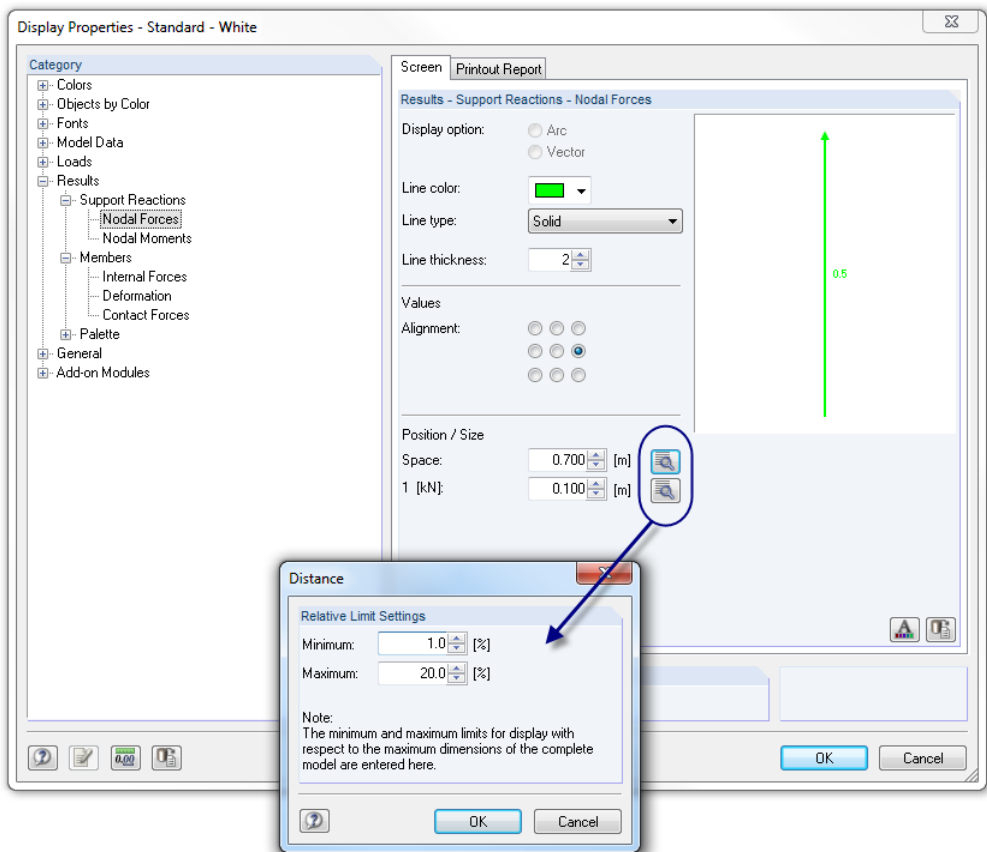 Display Properties - Standard - White
Category
Colors
Objects by Color
Fonts
Model Data
Loads
Results
Support Reactions
Nodal Forces
Nodal Moments
Members
Internal Forces
Deformation
Contact Forces
Palette
General
Add-on Modules
Screen
Printout Report
Results - Support Reactions - Nodal Forces
Display option:
Arc
Vector
Line color:
Line type:
Solid
Line thickness:
2
Values
Alignment:
Position / Size
Space:
0.700
[m]
1 [kN]:
0.100
[m]
0.5
A
0.00
OK
Cancel
Distance
Relative Limit Settings
Minimum:
1.0
[%]
Maximum:
20.0
[%]
Note:
The minimum and maximum limits for display with
respect to the maximum dimensions of the complete
model are entered here.
OK
Cancel